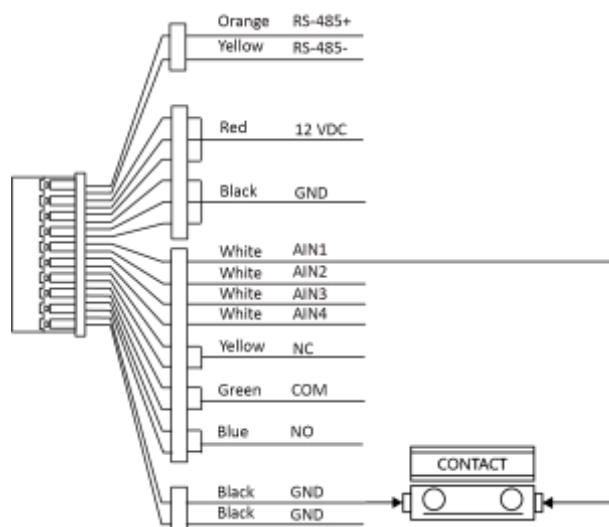 Orange RS-485+
Yellow RS-485-
Red 12 VDC
Black GND
White AIN1
White AIN2
White AIN3
White AIN4
Yellow NC
Green COM
Blue NO
CONTACT
Black GND
Black GND